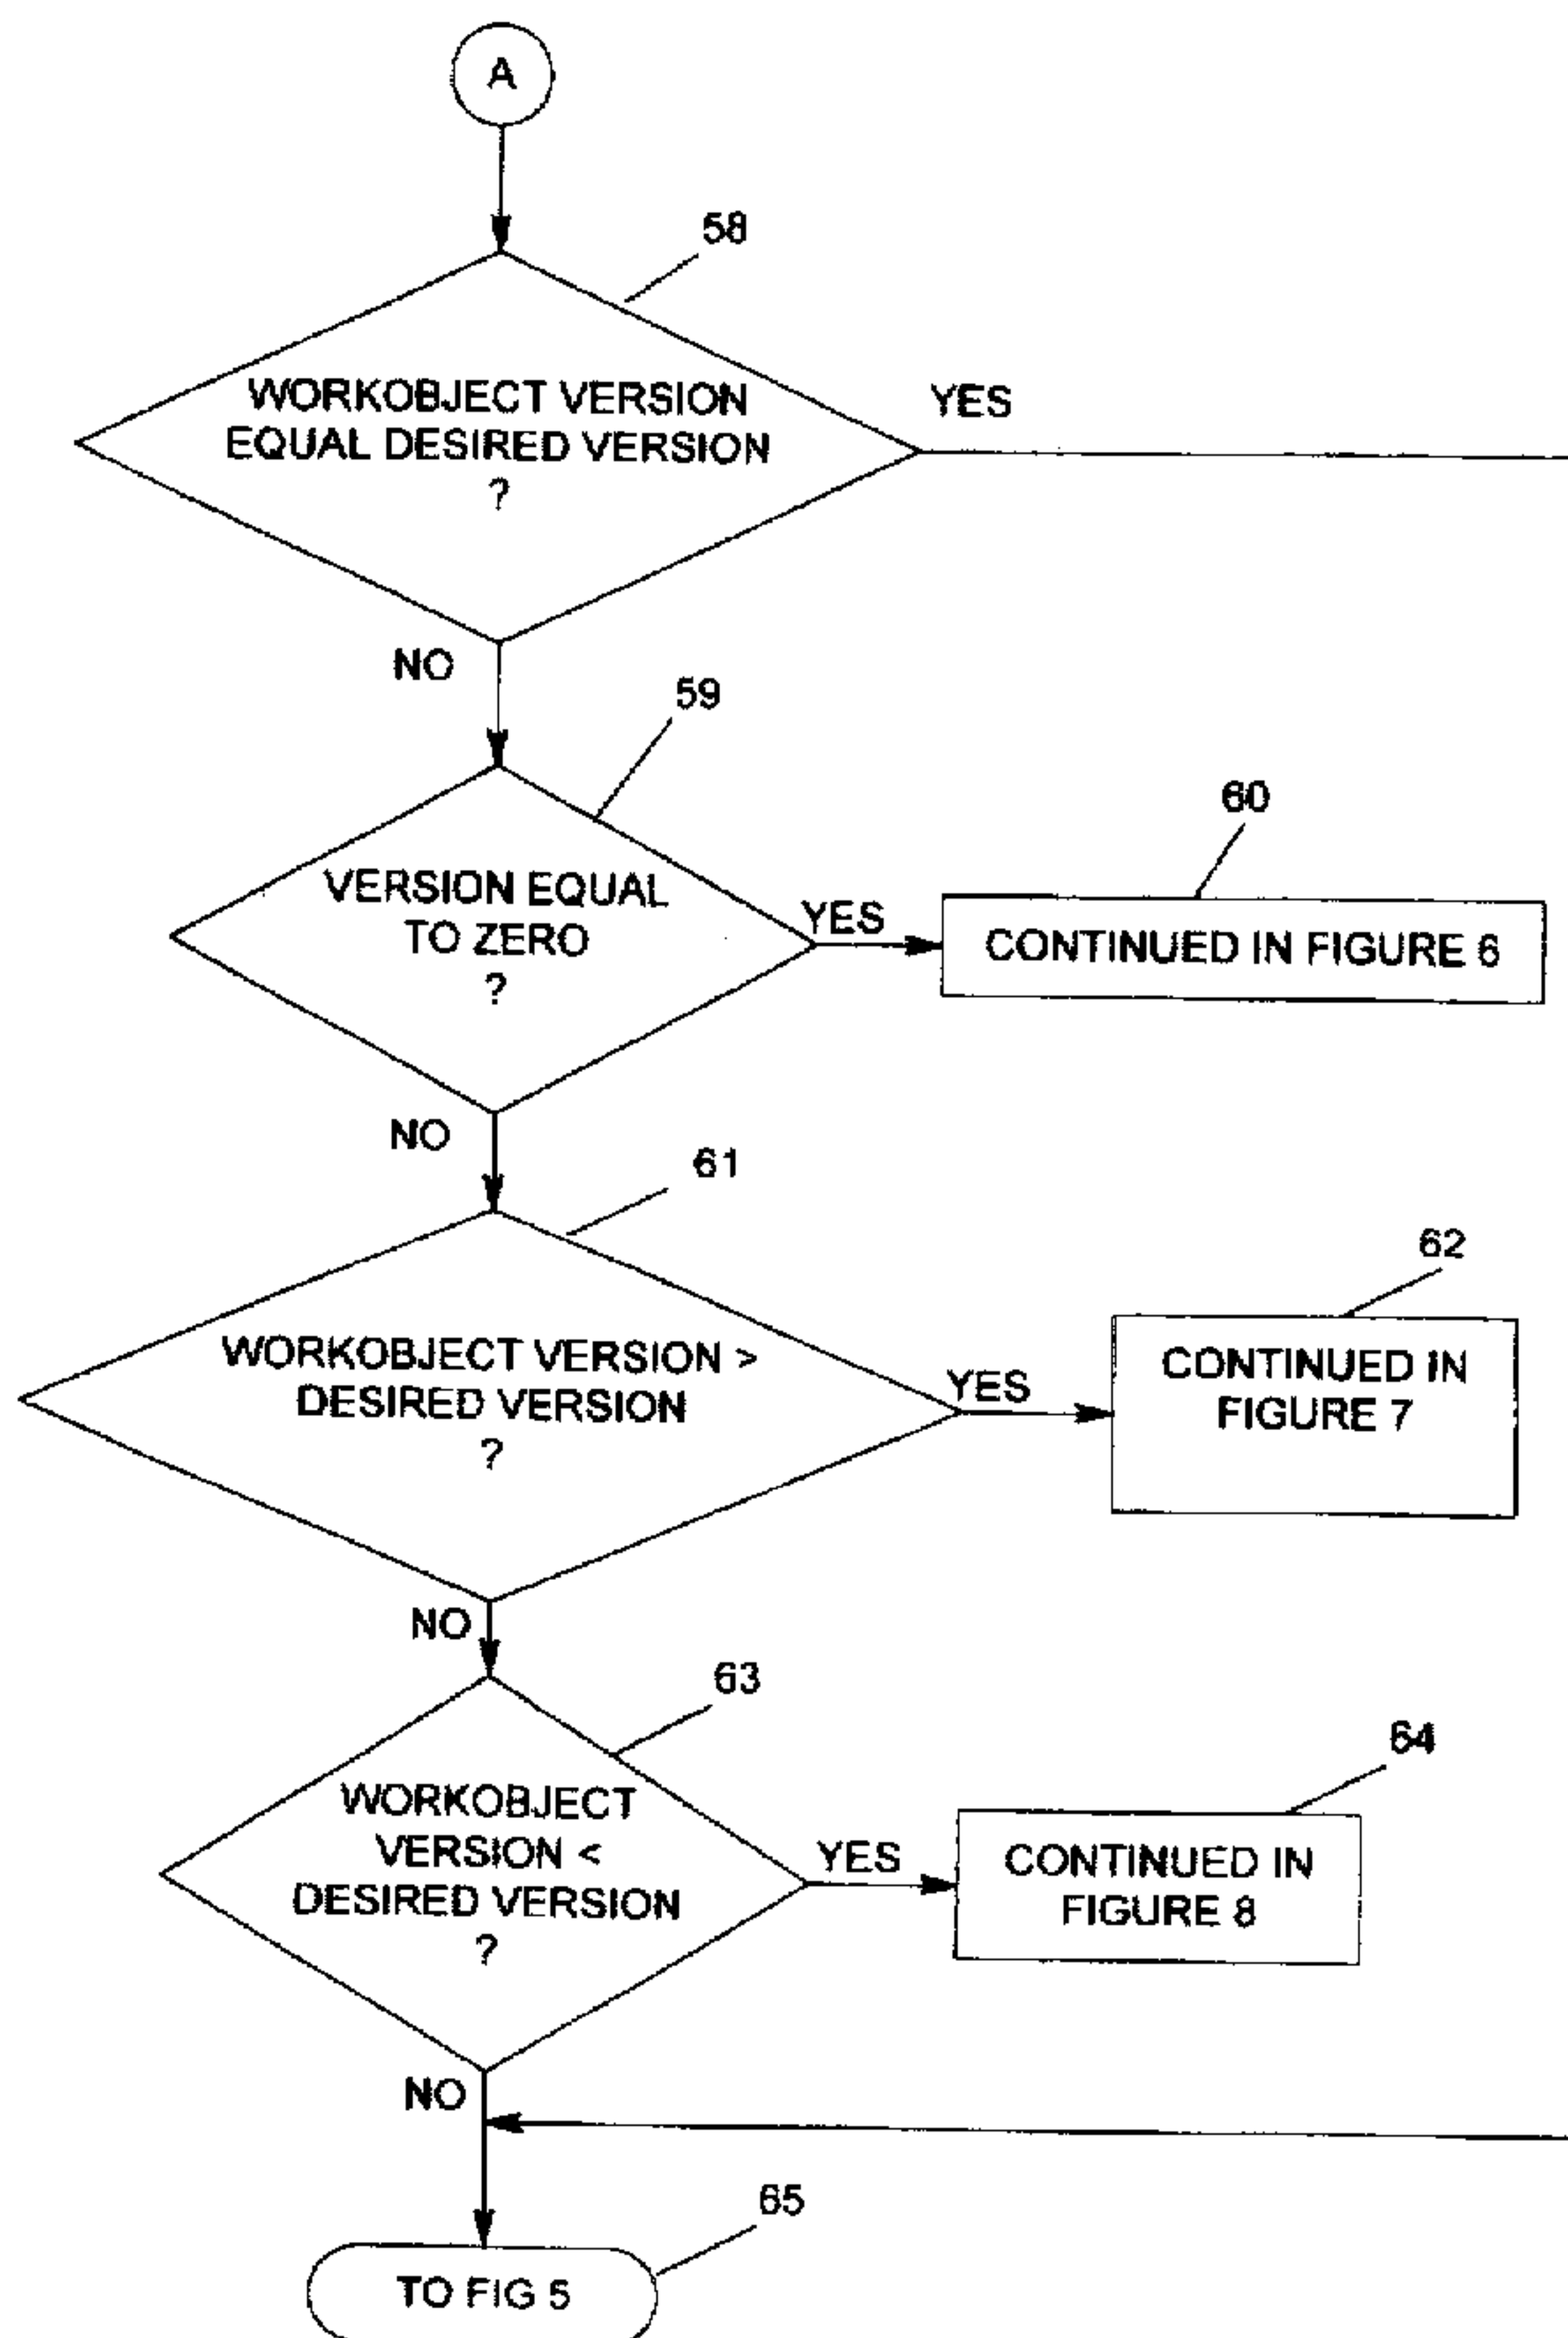 A
58
WORKOBJECT VERSION
EQUAL DESIRED VERSION
?
YES
NO
59
VERSION EQUAL
TO ZERO
?
YES
60
CONTINUED IN FIGURE 6
NO
61
WORKOBJECT VERSION >
DESIRED VERSION
?
YES
62
CONTINUED IN
FIGURE 7
NO
63
WORKOBJECT
VERSION <
DESIRED VERSION
?
YES
64
CONTINUED IN
FIGURE 8
NO
65
TO FIG 5